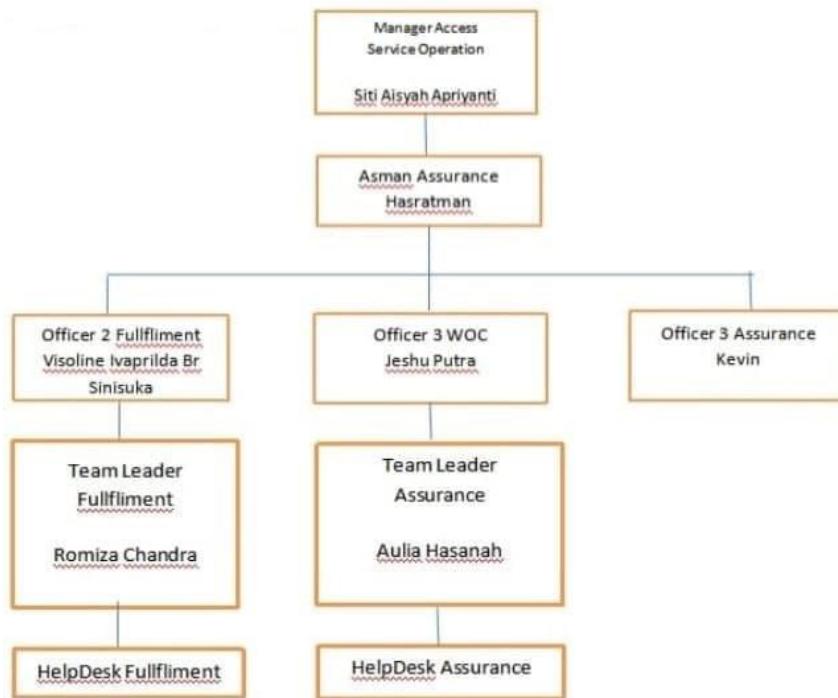 Manager Access
Service Operation
Siti Aisyah Apriyanti
Asman Assurance
Hasratman
Officer 2 Fullfliment
Visoline Ivaprilda Br
Sinisuka
Officer 3 WOC
Jeshu Putra
Officer 3 Assurance
Kevin
Team Leader
Fullfliment
Romiza Chandra
Team Leader
Assurance
Aulia Hasanah
HelpDesk Fullfliment
HelpDesk Assurance